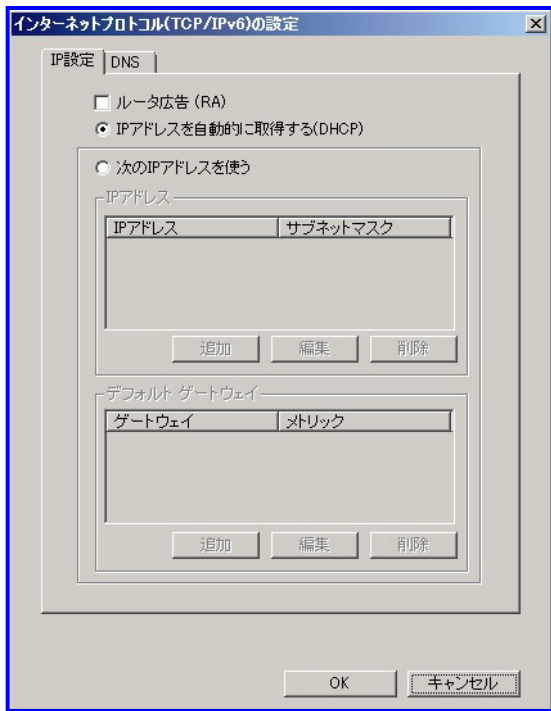 インターネットプロトコル(TCP/IPv6)の設定
IP設定 DNS
ルータ広告 (RA)
IPアドレスを自動的に取得する(DHCP)
次のIPアドレスを使う
IPアドレス
IPアドレス サブネットマスク
追加 編集 削除
デフォルト ゲートウェイ
ゲートウェイ メトリック
追加 編集 削除
OK キャンセル